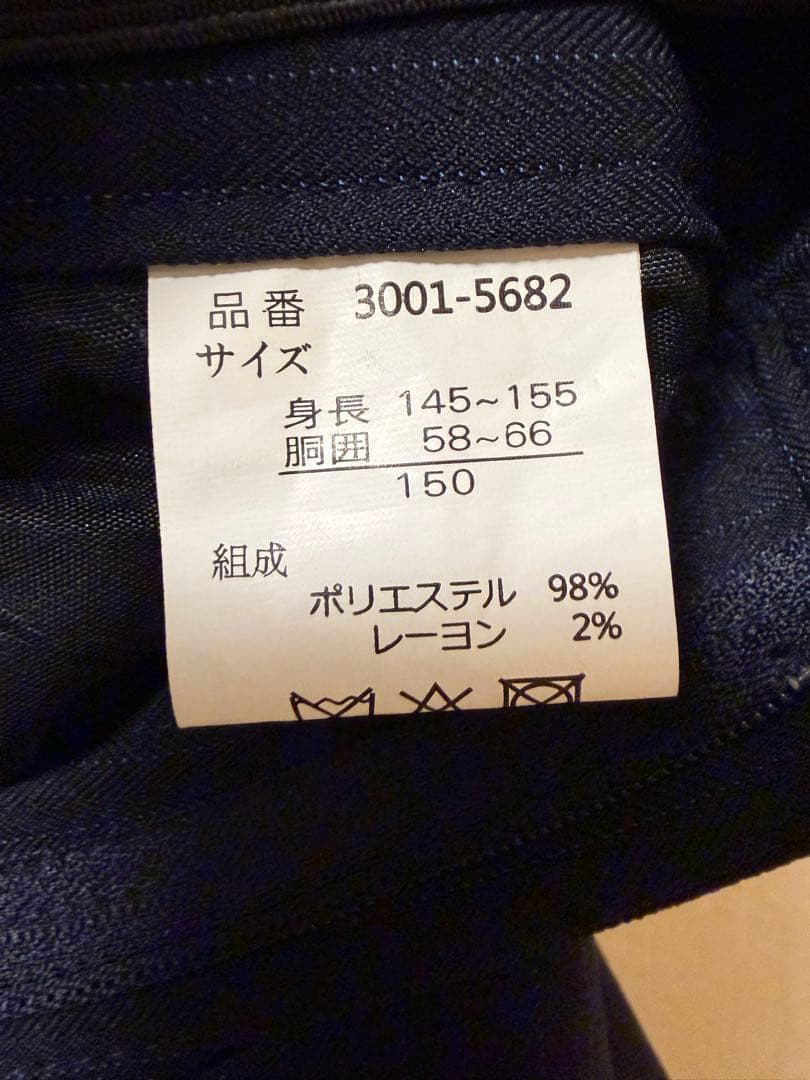 品番 3001-5682
サイズ
身長 145~155
胴囲 58~66
150
組成
ポリエステル 98%
レーヨン 2%